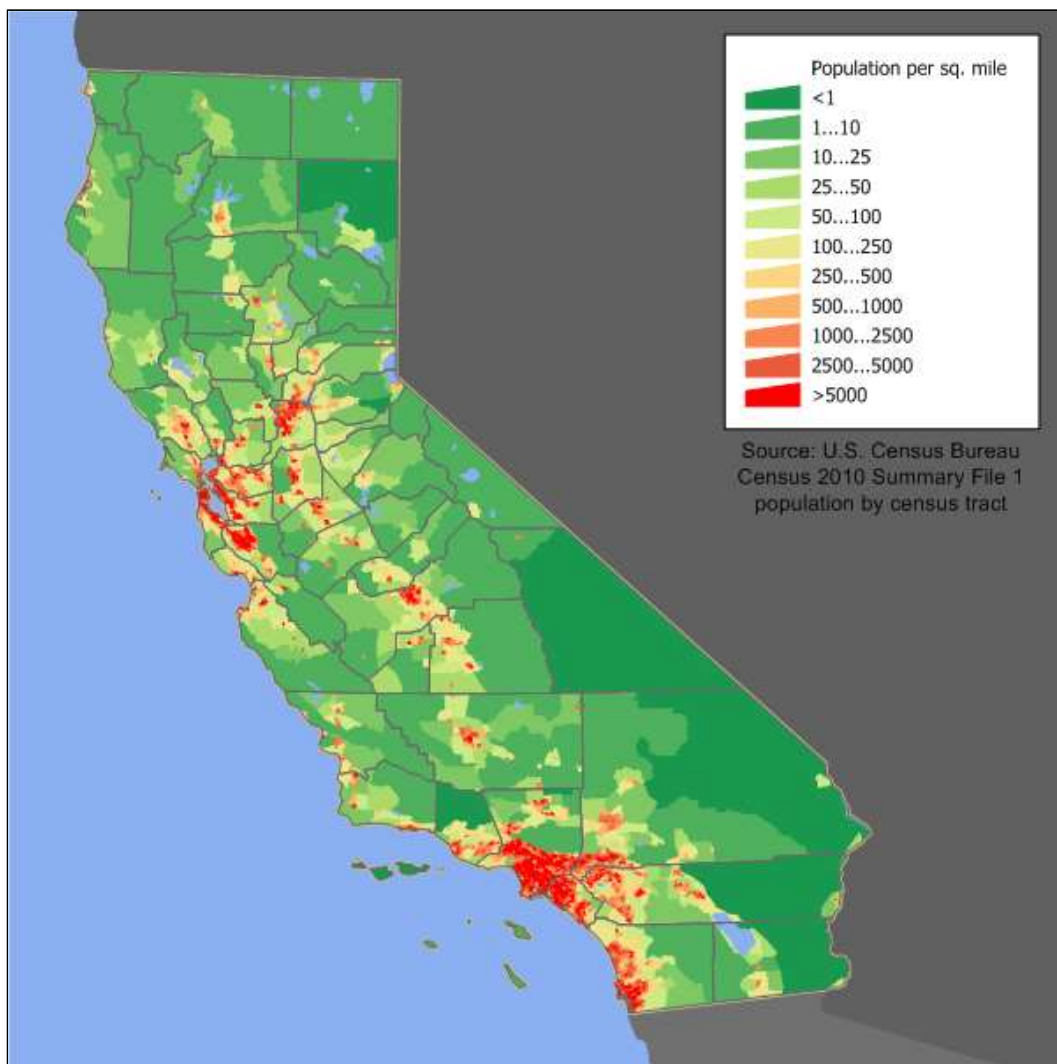 Population per sq. mile
<1
1...10
10...25
25...50
50...100
100...250
250...500
500...1000
1000...2500
2500...5000
>5000
Source: U.S. Census Bureau
Census 2010 Summary File 1
population by census tract